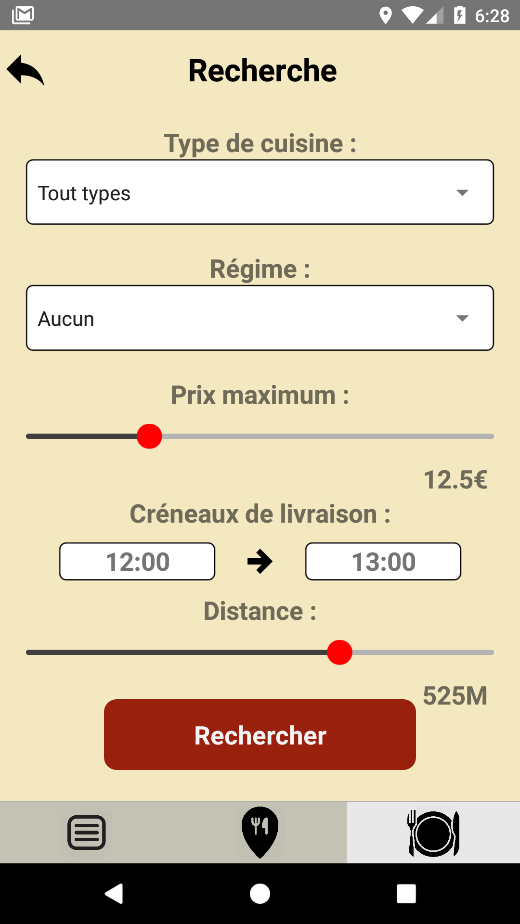 6:28
Recherche
Type de cuisine :
Tout types
Régime :
Aucun
Prix maximum :
12.5€
Créneaux de livraison :
12:00 13:00
Distance :
525M
Rechercher